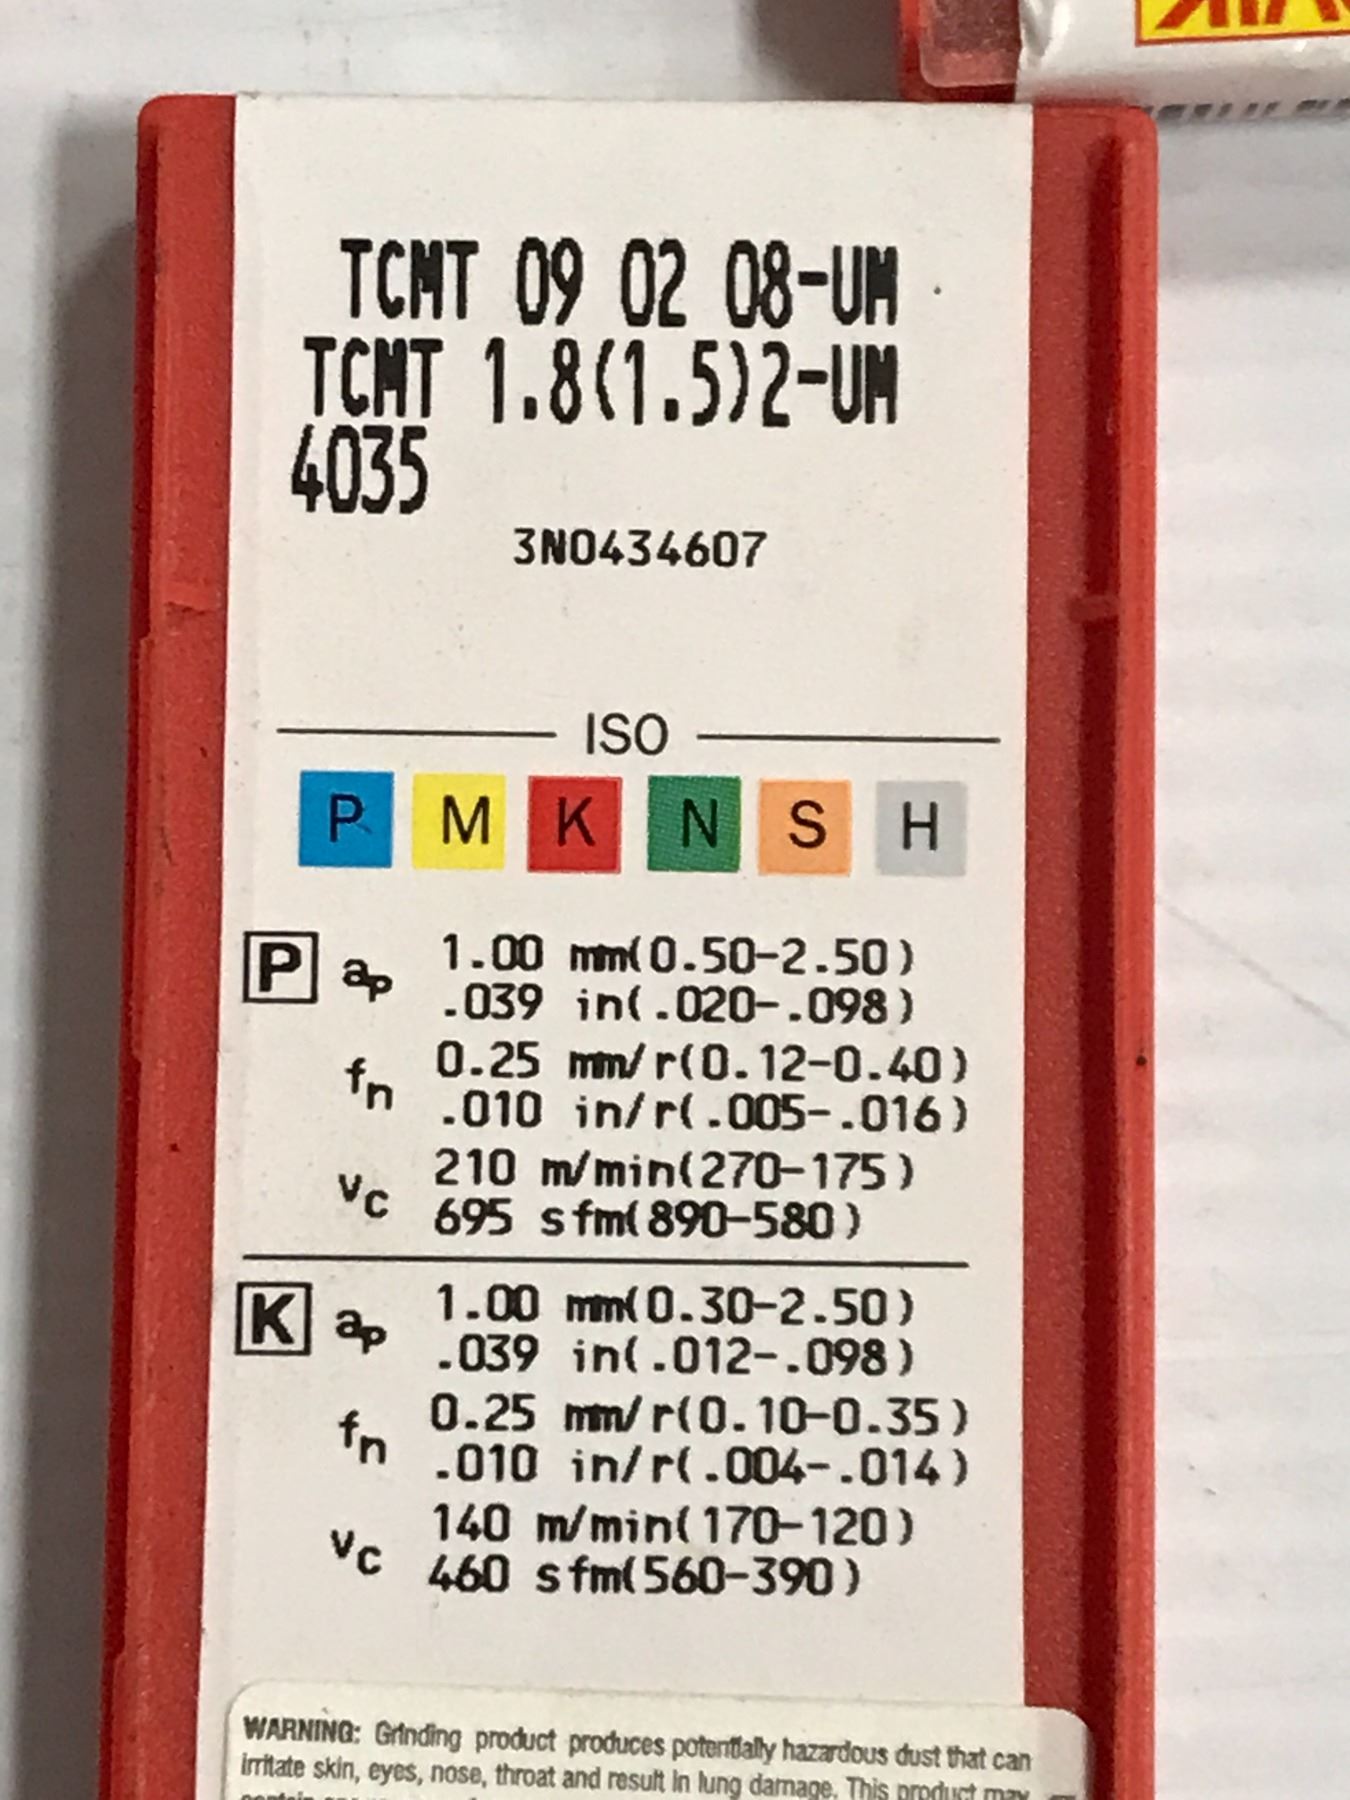 TCMT 09 02 08-UM
TCMT 1.8(1.5)2-UM
4035
3N0434607
ISO
P M K N S H
P ap 1.00 mm(0.50-2.50)
.039 in(.020-.098)
fn 0.25 mm/r(0.12-0.40)
.010 in/r(.005-.016)
vc 210 m/min(270-175)
695 sfm(890-580)
K ap 1.00 mm(0.30-2.50)
.039 in(.012-.098)
fn 0.25 mm/r(0.10-0.35)
.010 in/r(.004-.014)
vc 140 m/min(170-120)
460 sfm(560-390)
WARNING: Grinding product produces potentially hazardous dust that can
irritate skin, eyes, nose, throat and result in lung damage. This product may